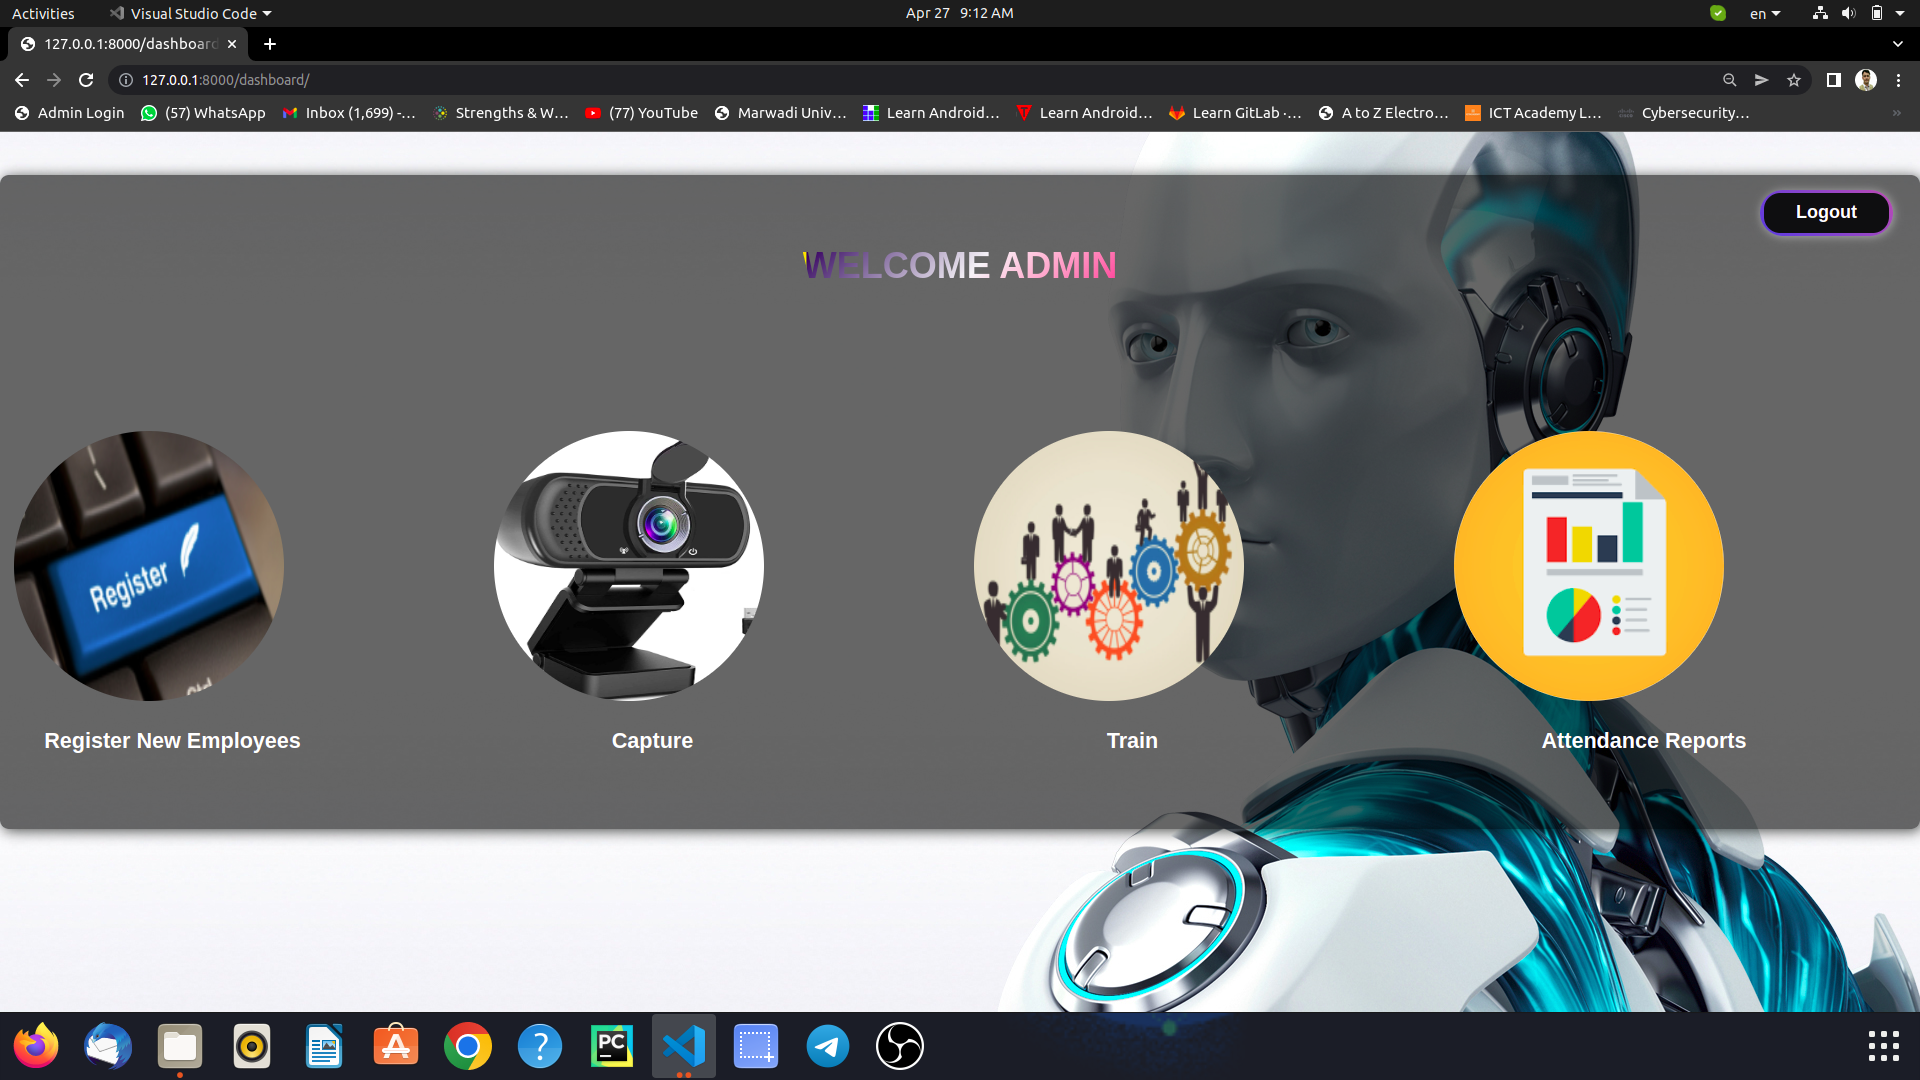 Activities
Visual Studio Code
Apr 27 9:12 AM
en
127.0.0.1:8000/dashboard
127.0.0.1:8000/dashboard/
Admin Login
(57) WhatsApp
Inbox (1,699) -...
Strengths & W...
(77) YouTube
Marwadi Univ...
Learn Android...
Learn Android...
Learn GitLab ·...
A to Z Electro...
ICT Academy L...
Cybersecurity...
Logout
WELCOME ADMIN
Register
Ctrl
Register New Employees
Capture
Train
Attendance Reports
PC